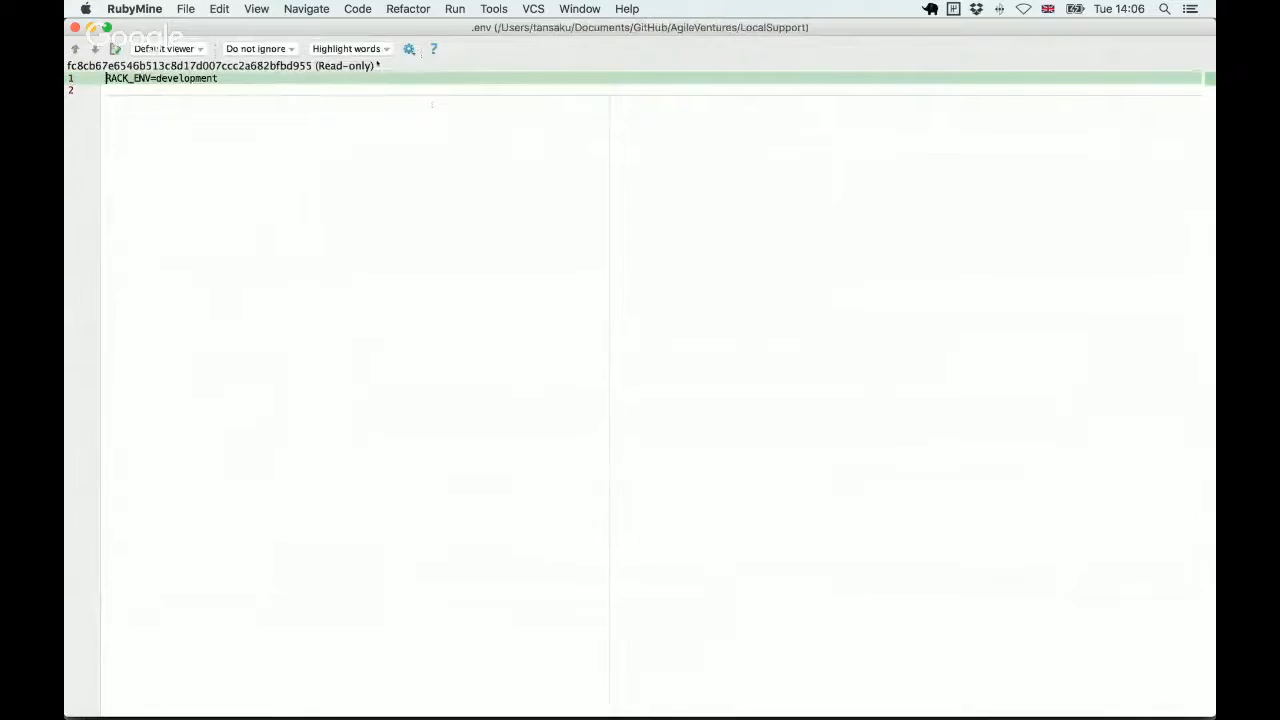 RubyMine File Edit View Navigate Code Refactor Run Tools VCS Window Help Tue 14:06
.env (/Users/tansaku/Documents/GitHub/AgileVentures/LocalSupport)
Google
Default viewer Do not ignore Highlight words ?
fc8cb67e6546b513c8d17d007ccc2a682bfbd955 (Read-only) *
1 RACK_ENV=development
2